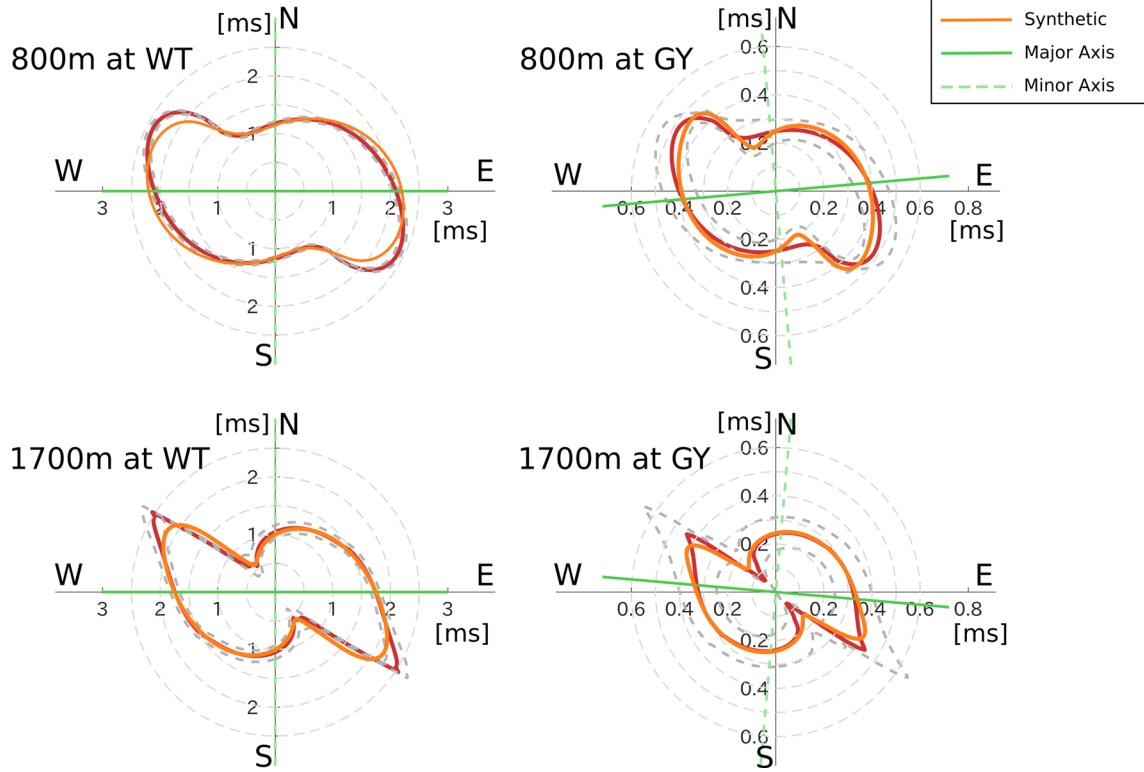 [ms] N
800m at WT
2
1
W
E
3
2
1
1
2
3
[ms]
1
2
S
[ms] N
800m at GY
0.6
0.4
0.2
W
E
0.6
0.4
0.2
0.2
0.4
0.6
0.8
[ms]
0.2
0.4
0.6
S
Synthetic
Major Axis
Minor Axis
[ms] N
1700m at WT
2
1
W
E
3
2
1
1
2
3
[ms]
1
2
S
[ms] N
1700m at GY
0.6
0.4
0.2
W
E
0.6
0.4
0.2
0.2
0.4
0.6
0.8
[ms]
0.2
0.4
0.6
S